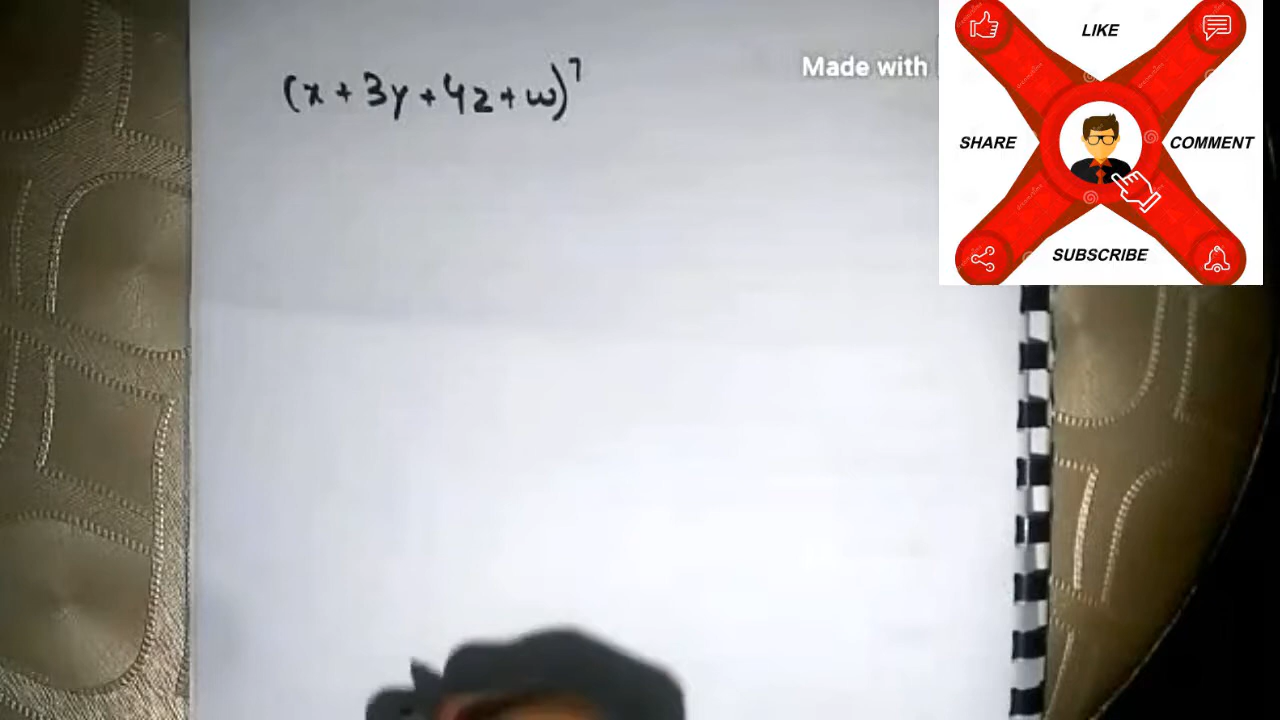 (x + 3y + 4z + w)⁷
Made with
LIKE
SHARE
COMMENT
SUBSCRIBE